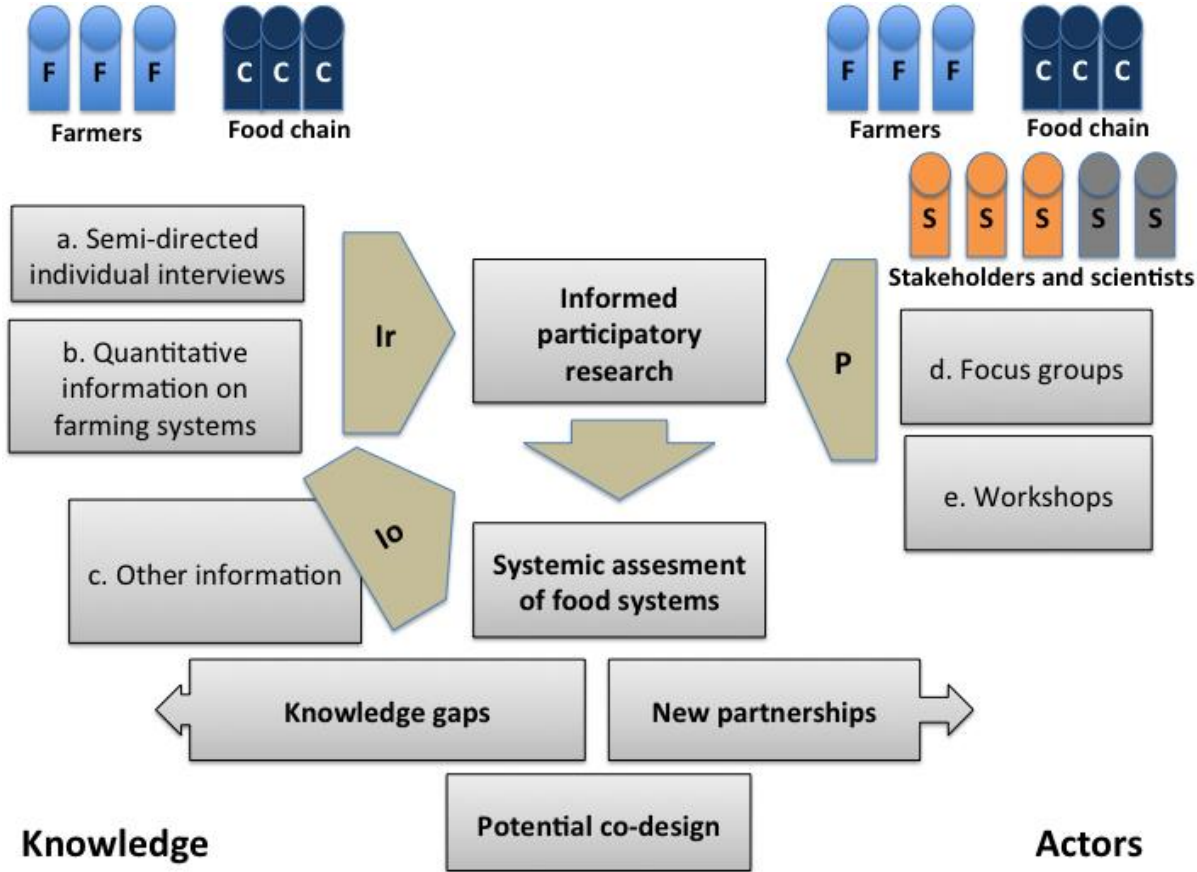 F F F
C C C
Farmers
Food chain
F F F
C C C
Farmers
Food chain
S S S S S
Stakeholders and scientists
a. Semi-directed
individual interviews
b. Quantitative
information on
farming systems
c. Other information
Ir
Io
Informed
participatory
research
P
d. Focus groups
e. Workshops
Systemic assesment
of food systems
Knowledge gaps
New partnerships
Potential co-design
Knowledge
Actors